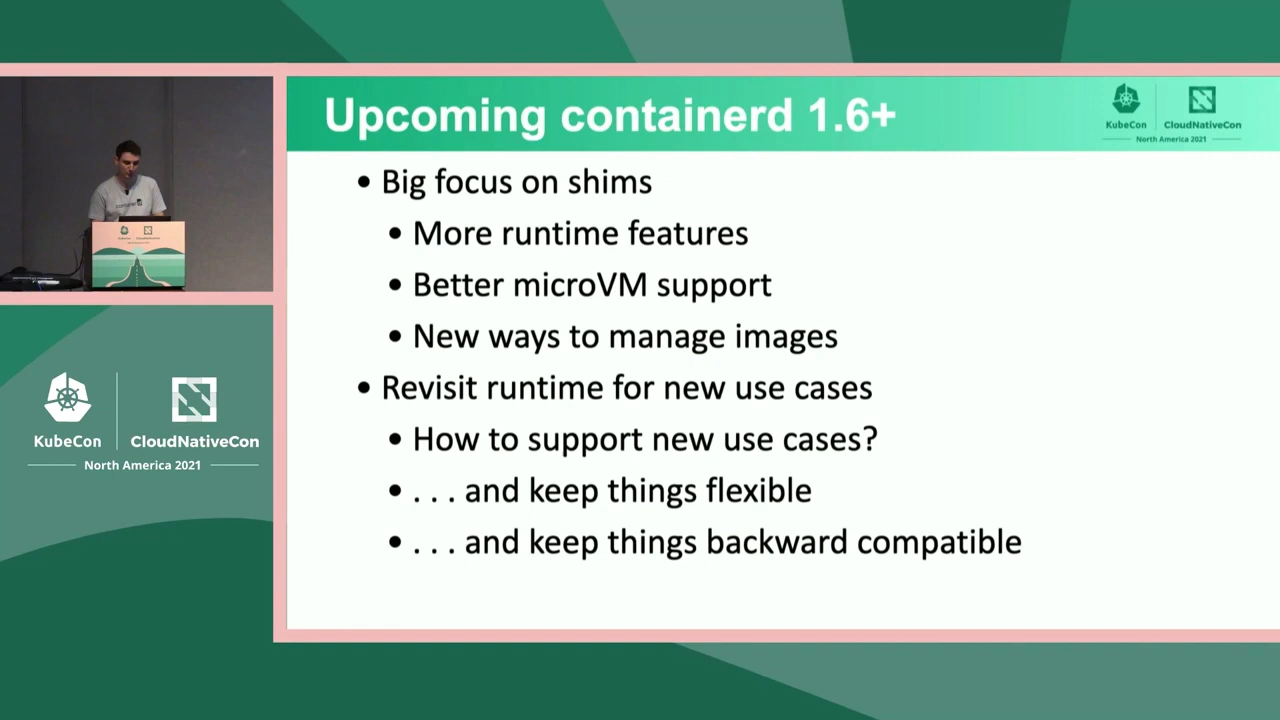 Upcoming containerd 1.6+
KubeCon
CloudNativeCon
North America 2021
• Big focus on shims
• More runtime features
• Better microVM support
• New ways to manage images
• Revisit runtime for new use cases
• How to support new use cases?
• . . . and keep things flexible
• . . . and keep things backward compatible
KubeCon
CloudNativeCon
North America 2021